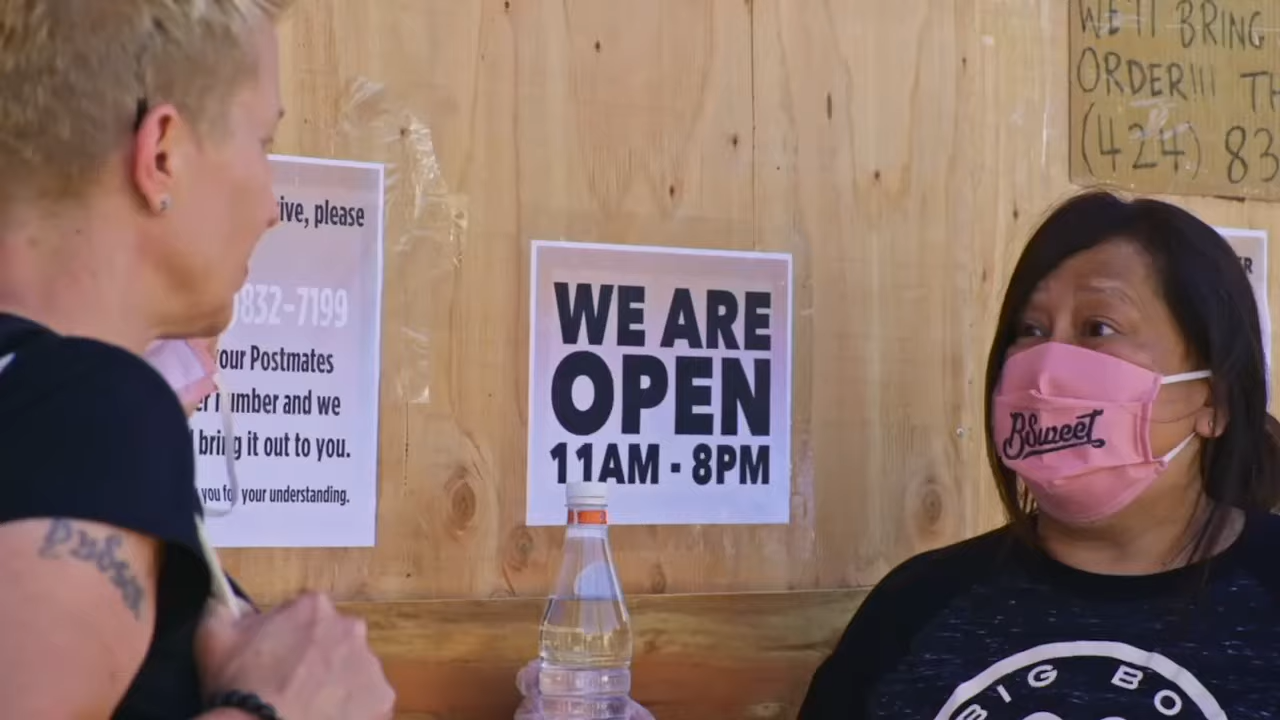 WE'll BRING
ORDER!!! TH
(424) 83
ive, please
832-7199
your Postmates
number and we
bring it out to you.
you for your understanding.
WE ARE
OPEN
11AM - 8PM
BSweet
BIG BO